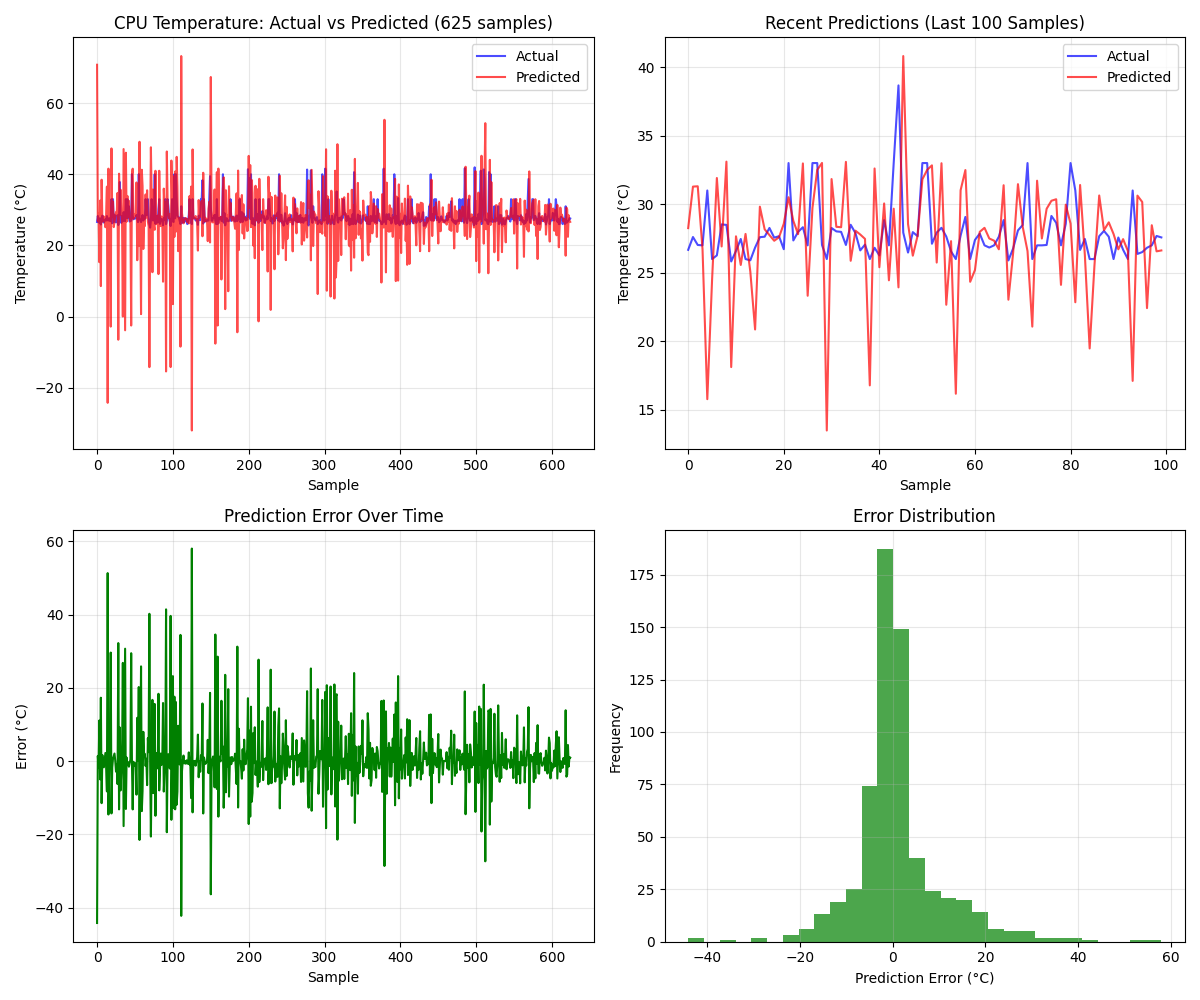 CPU Temperature: Actual vs Predicted (625 samples)
Actual
Predicted
Temperature (°C)
60
40
20
0
−20
0 100 200 300 400 500 600
Sample
Recent Predictions (Last 100 Samples)
Actual
Predicted
Temperature (°C)
40
35
30
25
20
15
0 20 40 60 80 100
Sample
Prediction Error Over Time
Error (°C)
60
40
20
0
−20
−40
0 100 200 300 400 500 600
Sample
Error Distribution
Frequency
175
150
125
100
75
50
25
0
−40 −20 0 20 40 60
Prediction Error (°C)